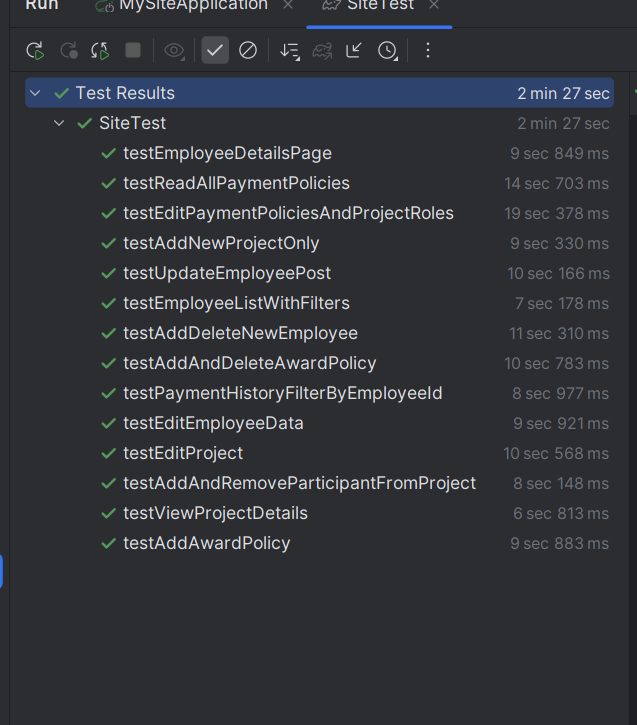 Run MySiteApplication × SiteTest ×
Test Results 2 min 27 sec
SiteTest 2 min 27 sec
testEmployeeDetailsPage 9 sec 849 ms
testReadAllPaymentPolicies 14 sec 703 ms
testEditPaymentPoliciesAndProjectRoles 19 sec 378 ms
testAddNewProjectOnly 9 sec 330 ms
testUpdateEmployeePost 10 sec 166 ms
testEmployeeListWithFilters 7 sec 178 ms
testAddDeleteNewEmployee 11 sec 310 ms
testAddAndDeleteAwardPolicy 10 sec 783 ms
testPaymentHistoryFilterByEmployeeId 8 sec 977 ms
testEditEmployeeData 9 sec 921 ms
testEditProject 10 sec 568 ms
testAddAndRemoveParticipantFromProject 8 sec 148 ms
testViewProjectDetails 6 sec 813 ms
testAddAwardPolicy 9 sec 883 ms